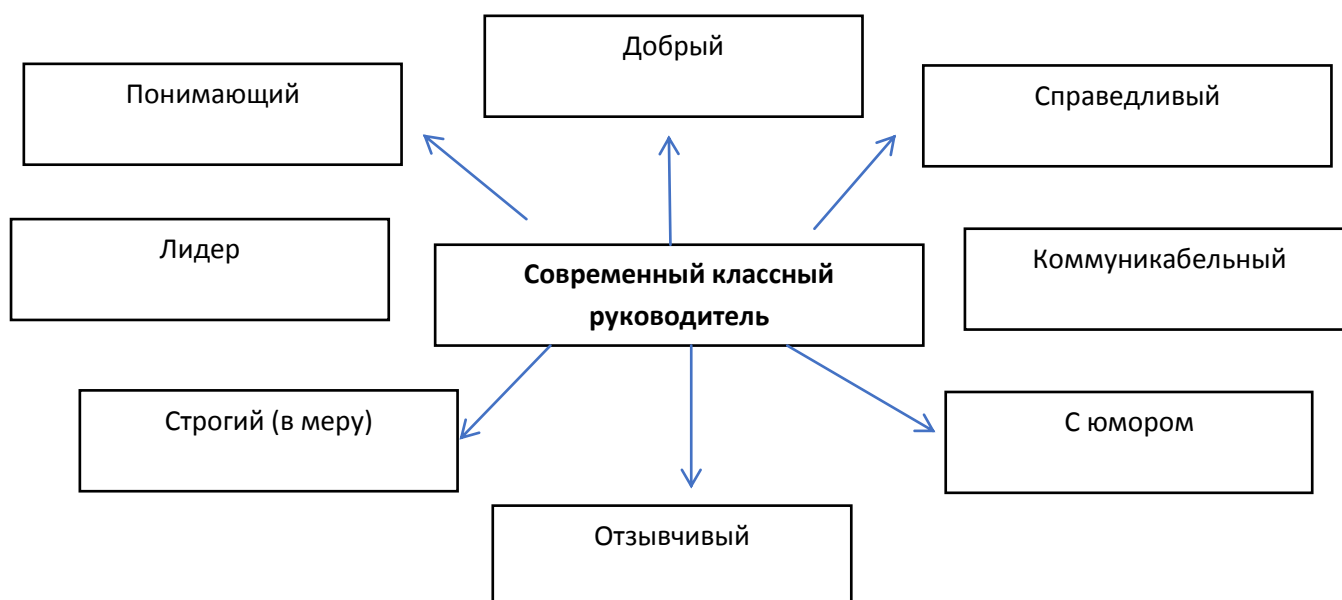 Добрый
Понимающий
Справедливый
Лидер
Коммуникабельный
Современный классный
руководитель
Строгий (в меру)
С юмором
Отзывчивый